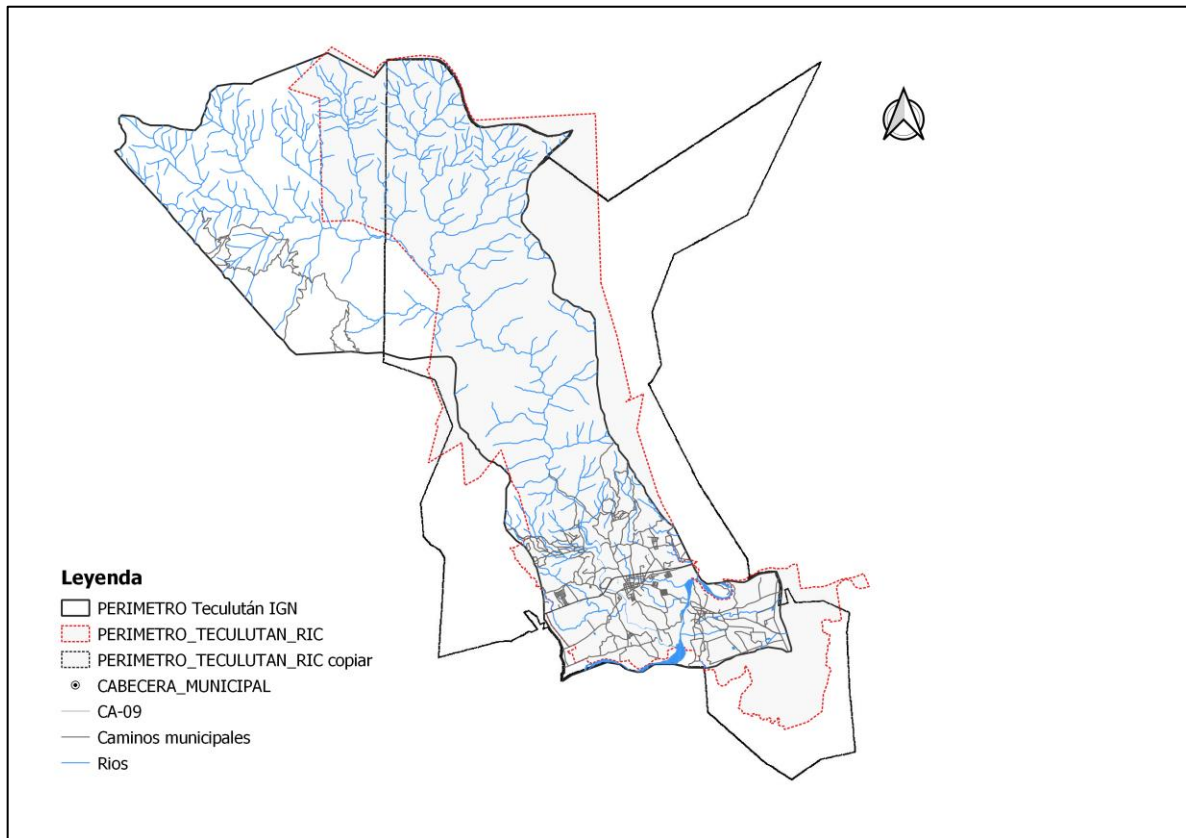 Leyenda
PERIMETRO Teculután IGN
PERIMETRO_TECULUTAN_RIC
PERIMETRO_TECULUTAN_RIC copiar
CABECERA_MUNICIPAL
CA-09
Caminos municipales
Rios